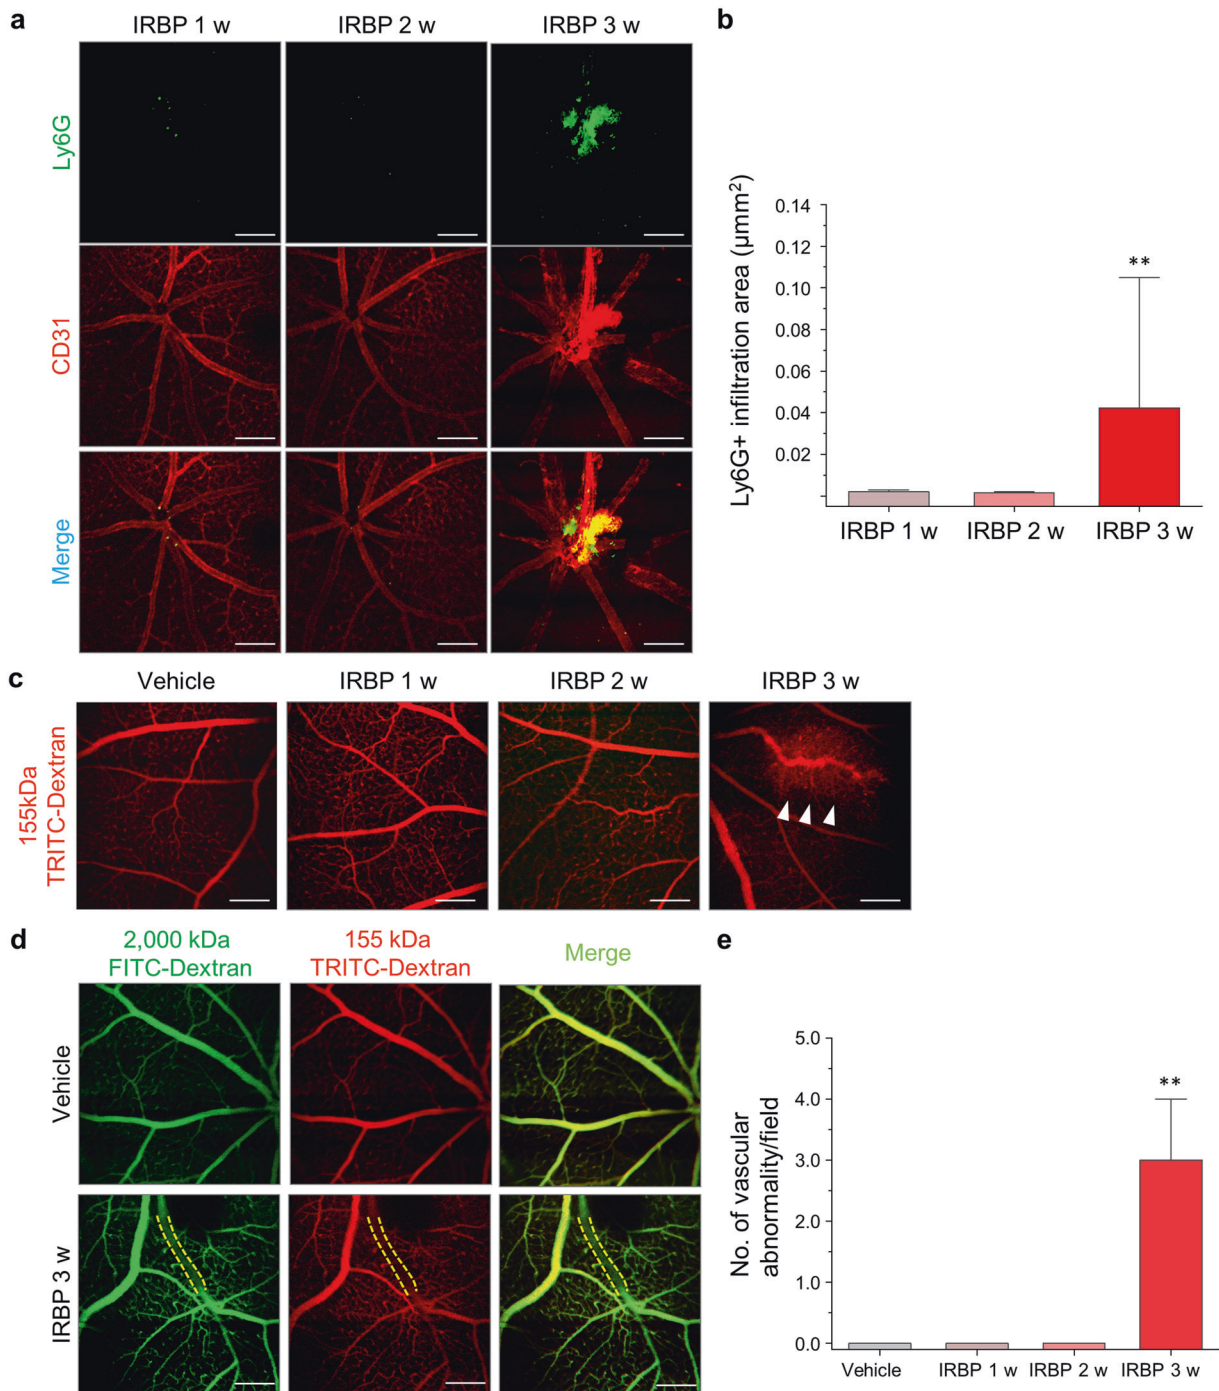 a
IRBP 1 w
IRBP 2 w
IRBP 3 w
Ly6G
CD31
Merge
b
Ly6G+ infiltration area (µmm²)
0.14
0.12
0.10
0.08
0.06
0.04
0.02
**
IRBP 1 w
IRBP 2 w
IRBP 3 w
c
Vehicle
IRBP 1 w
IRBP 2 w
IRBP 3 w
155kDa
TRITC-Dextran
d
2,000 kDa
FITC-Dextran
155 kDa
TRITC-Dextran
Merge
Vehicle
IRBP 3 w
e
No. of vascular
abnormality/field
5.0
4.0
3.0
2.0
1.0
0.0
**
Vehicle
IRBP 1 w
IRBP 2 w
IRBP 3 w